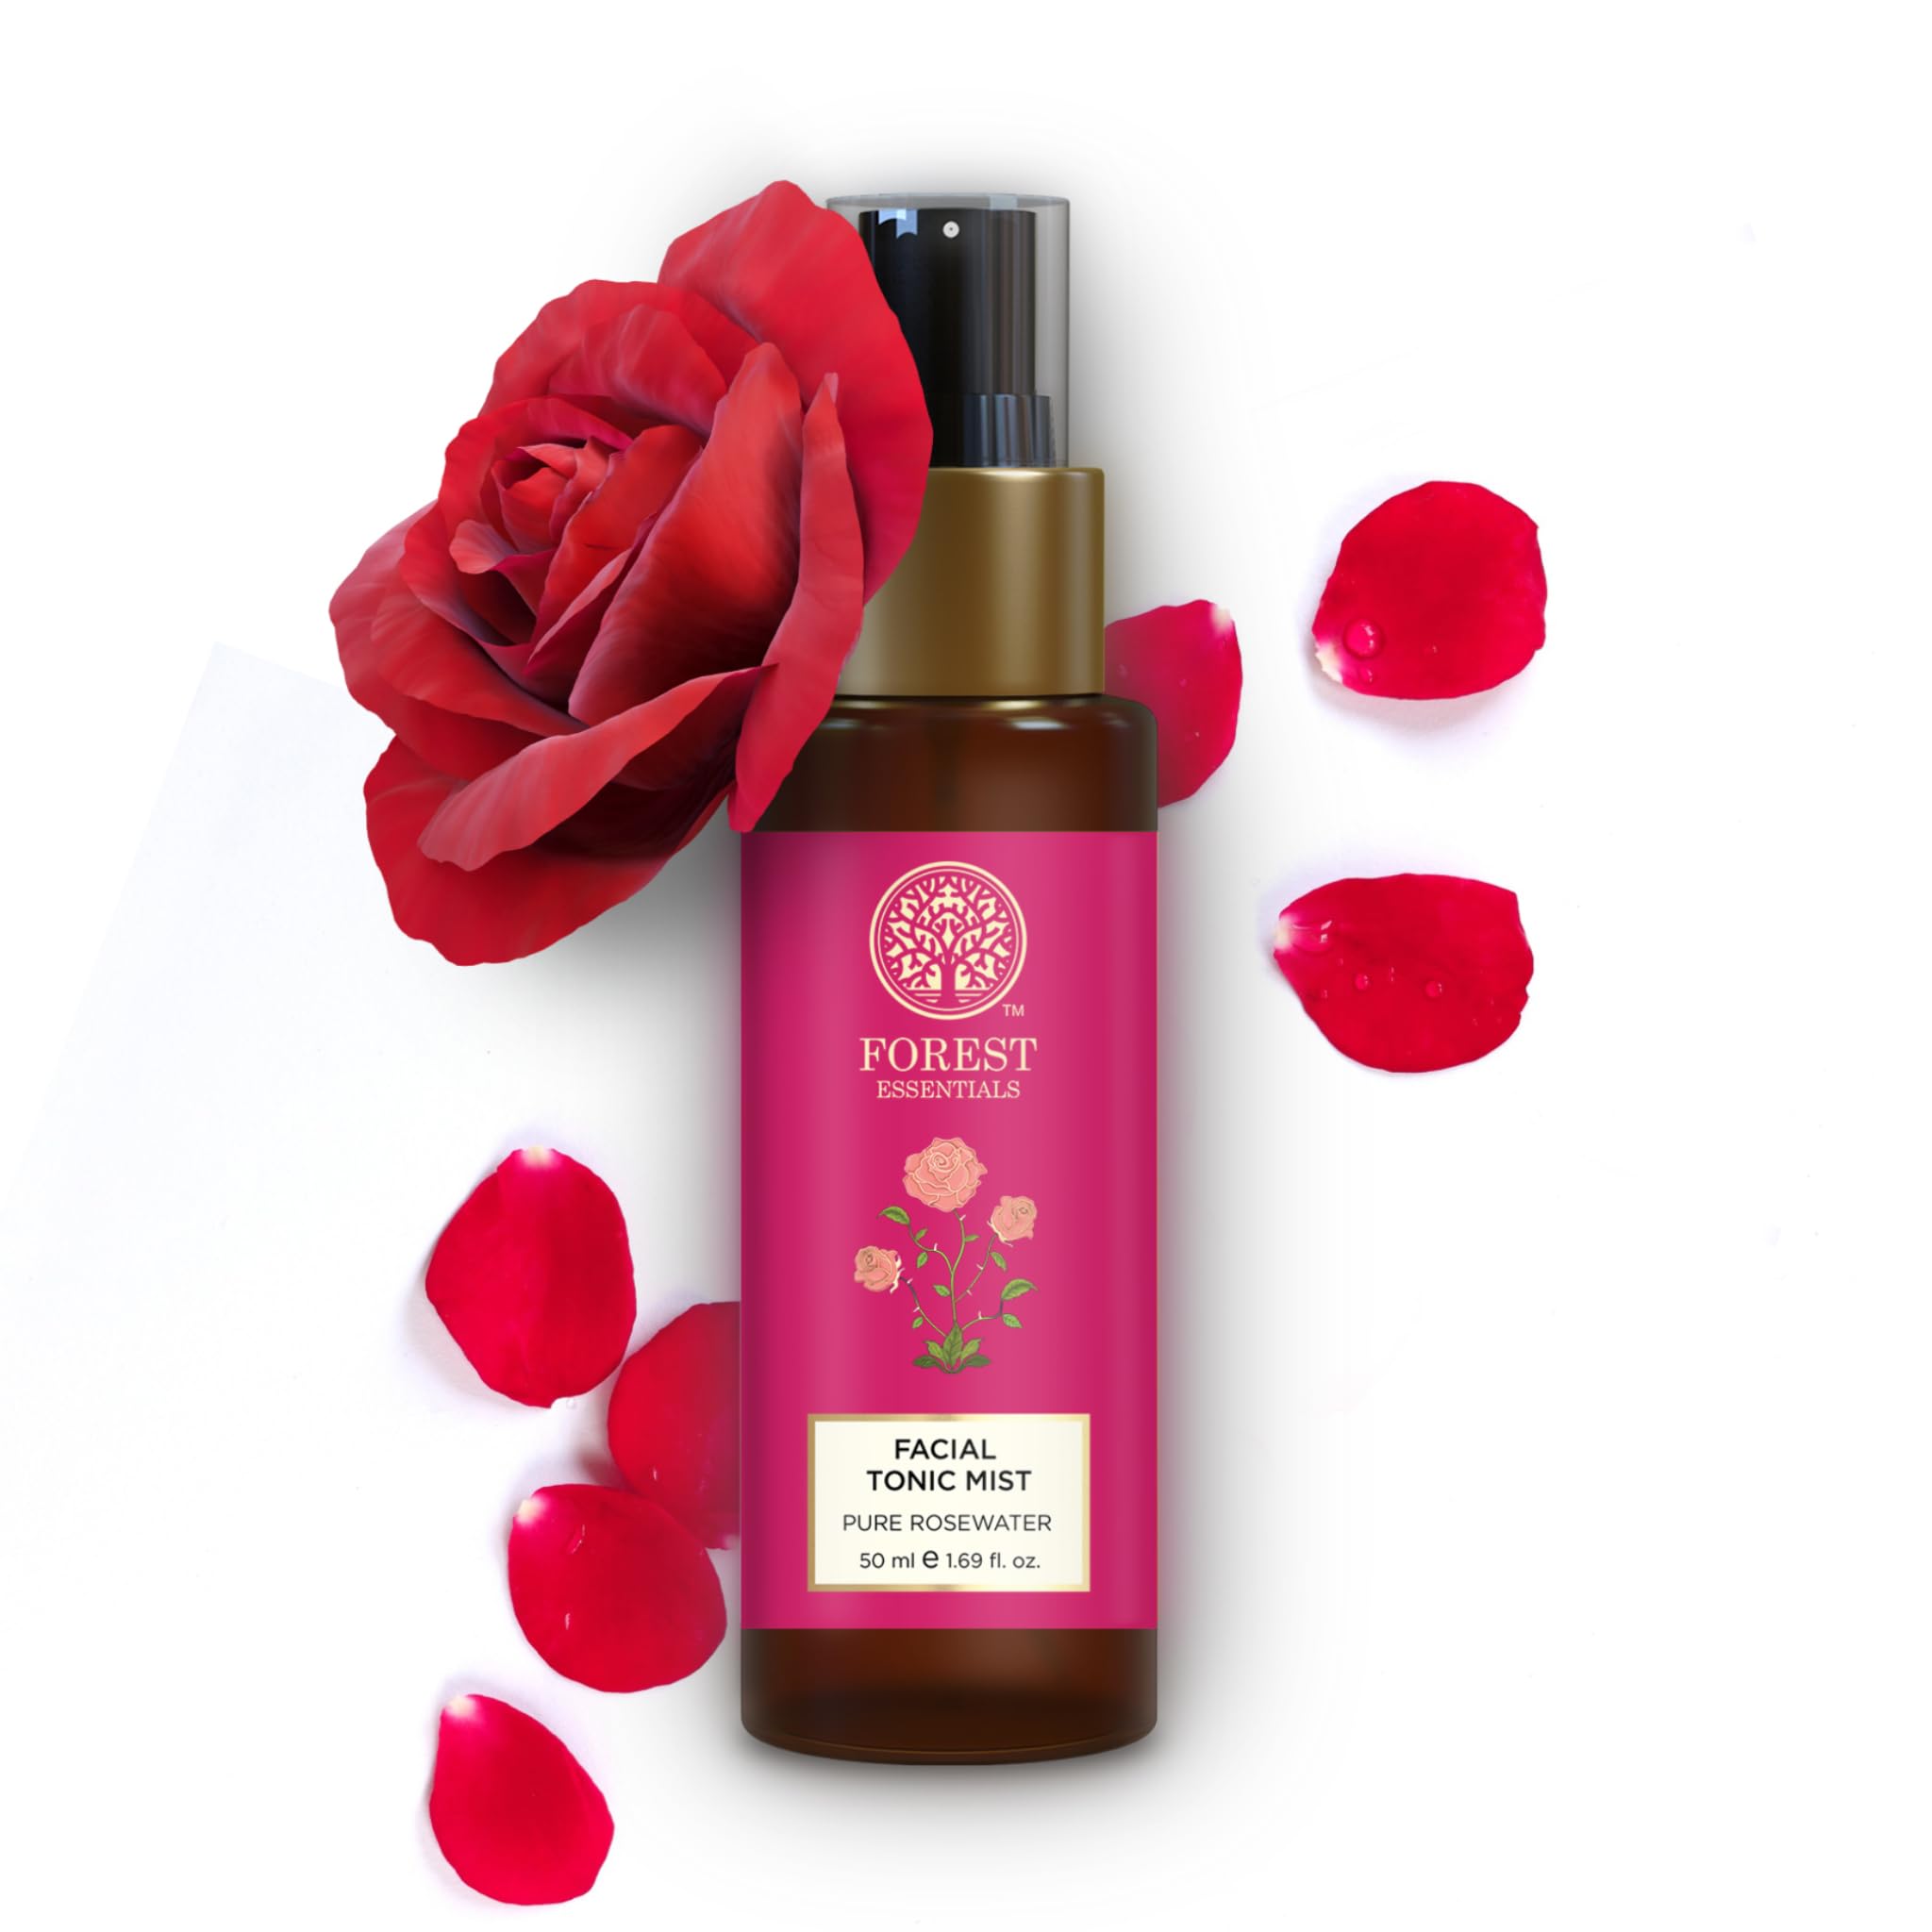 TM
FOREST
ESSENTIALS
FACIAL
TONIC MIST
PURE ROSEWATER
50 ml e 1.69 fl. oz.